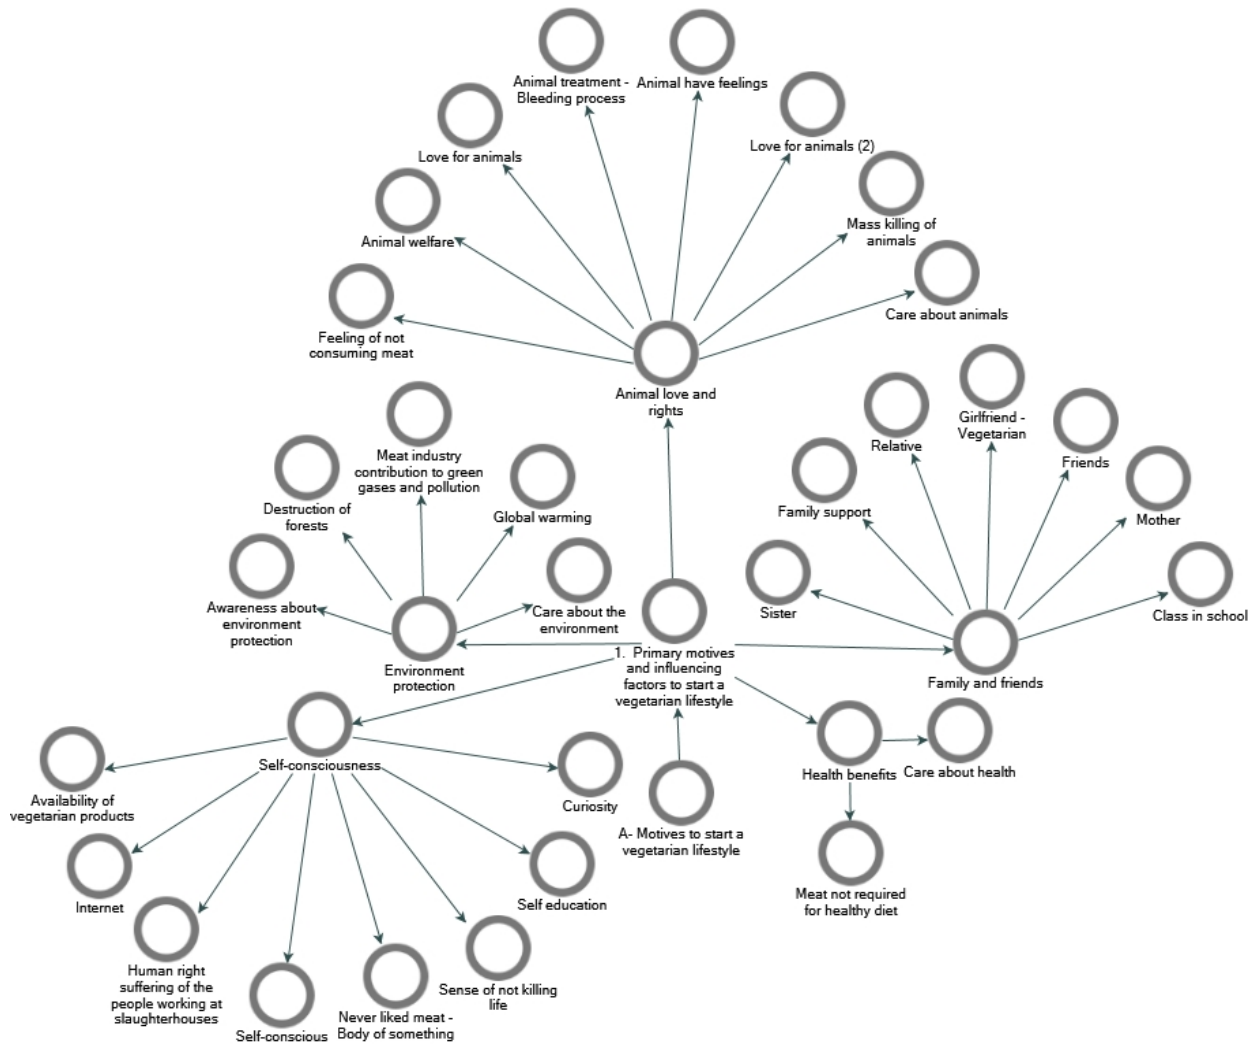 Animal treatment -
Bleeding process
Animal have feelings
Love for animals
Love for animals (2)
Animal welfare
Mass killing of
animals
Feeling of not
consuming meat
Care about animals
Animal love and
rights
Meat industry
contribution to green
gases and pollution
Destruction of
forests
Global warming
Awareness about
environment
protection
Care about the
environment
Environment
protection
Relative
Girlfriend -
Vegetarian
Friends
Family support
Mother
Sister
Class in school
Family and friends
1. Primary motives
and influencing
factors to start a
vegetarian lifestyle
Self-consciousness
Availability of
vegetarian products
Internet
Human right
suffering of the
people working at
slaughterhouses
Self-conscious
Never liked meat -
Body of something
Sense of not killing
life
Self education
Curiosity
A- Motives to start a
vegetarian lifestyle
Health benefits
Care about health
Meat not required
for healthy diet